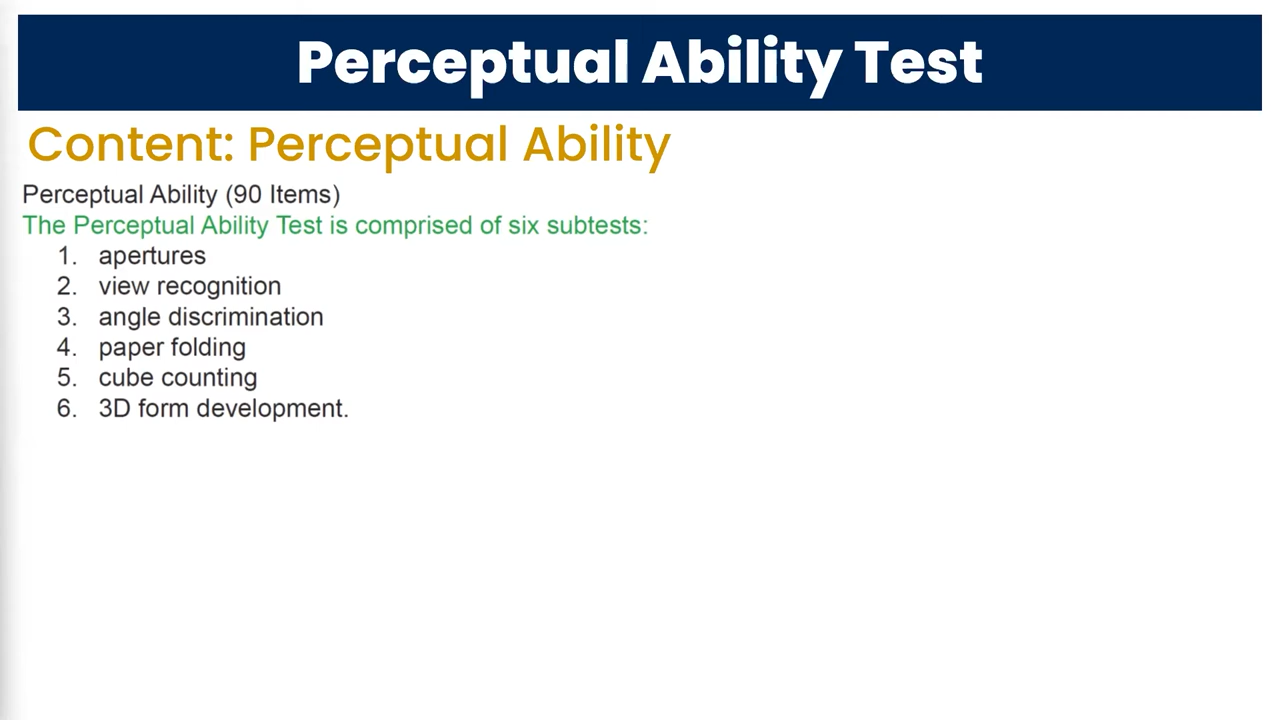 Perceptual Ability Test
Content: Perceptual Ability
Perceptual Ability (90 Items)
The Perceptual Ability Test is comprised of six subtests:
1. apertures
2. view recognition
3. angle discrimination
4. paper folding
5. cube counting
6. 3D form development.